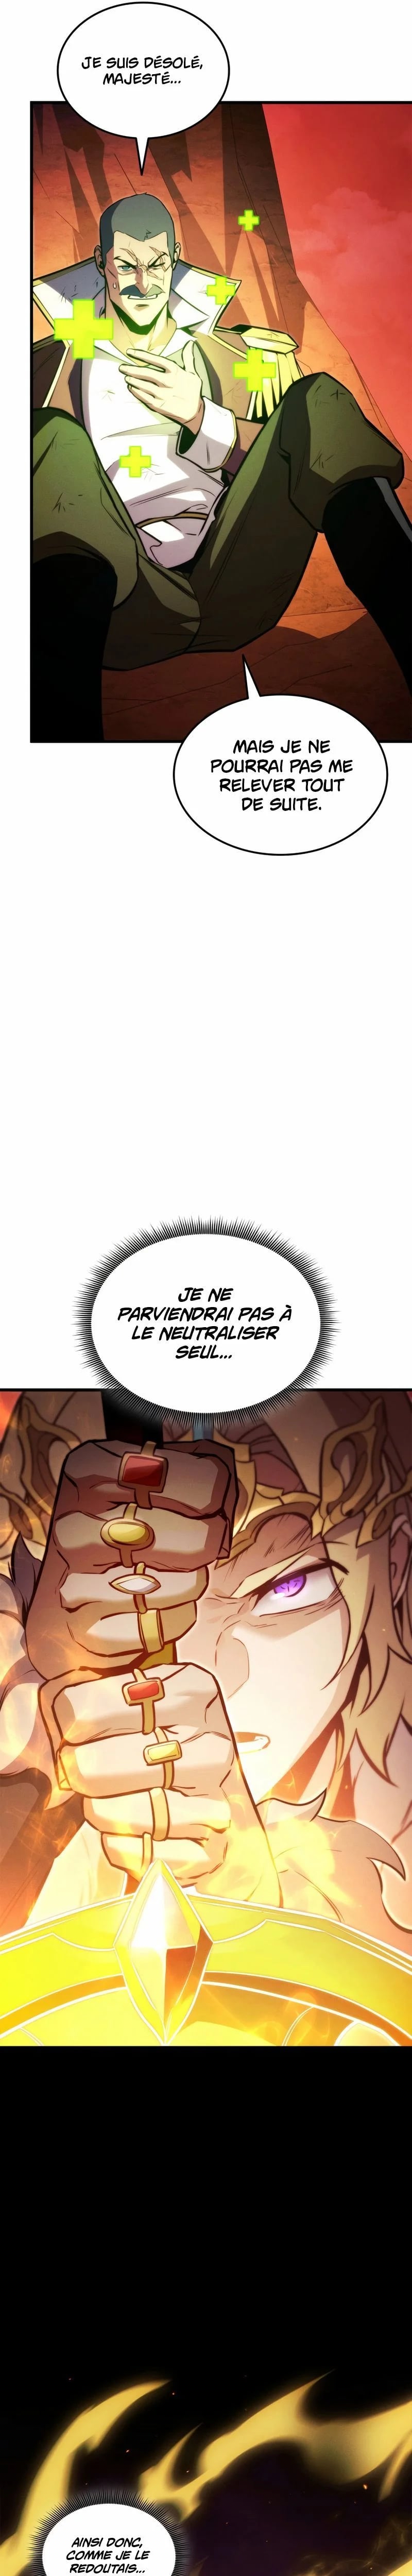 JE SUIS DÉSOLÉ,
MAJESTÉ...
MAIS JE NE
POURRAI PAS ME
RELEVER TOUT
DE SUITE.
JE NE
PARVIENDRAI PAS À
LE NEUTRALISER
SEUL...
AINSI DONC,
COMME JE LE
REDOUTAIS...